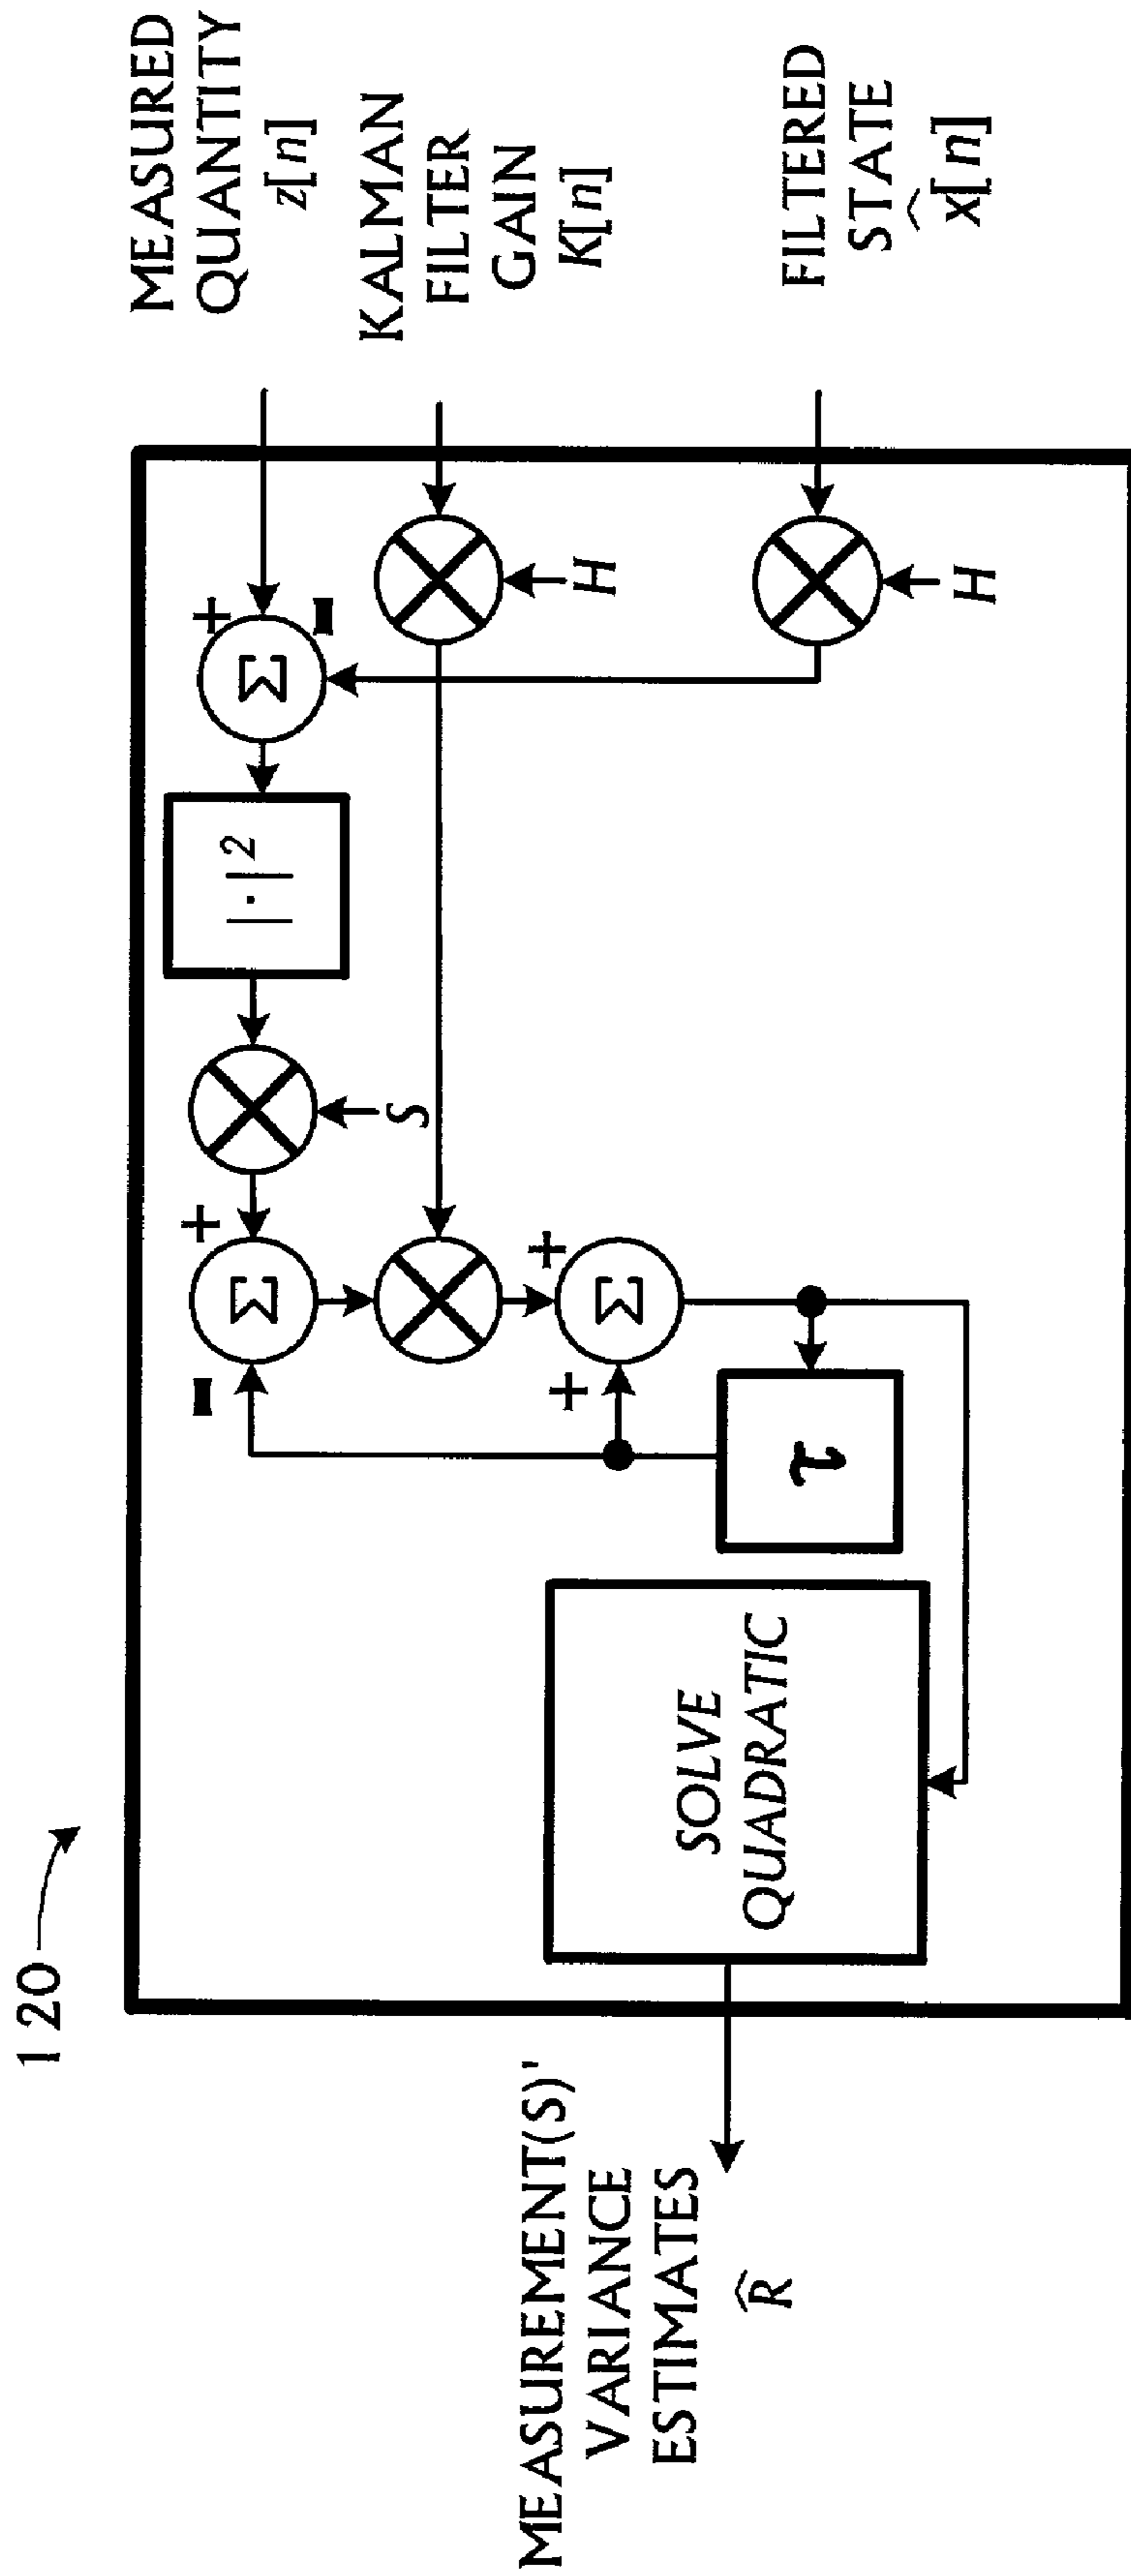 120
MEASURED
QUANTITY
z[n]
KALMAN
FILTER
GAIN
K[n]
FILTERED
STATE
x̂[n]
+
−
Σ
H
H
|·|²
S
+
−
Σ
+
+
Σ
τ
SOLVE
QUADRATIC
MEASUREMENT(S)'
VARIANCE
ESTIMATES
R̂